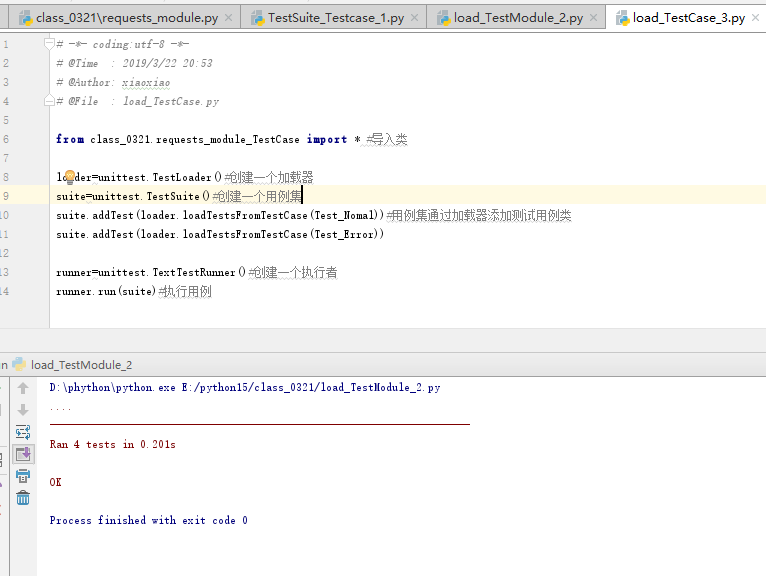 class_0321\requests_module.py × TestSuite_Testcase_1.py × load_TestModule_2.py × load_TestCase_3.py ×
1 # -*- coding:utf-8 -*-
2 # @Time : 2019/3/22 20:53
3 # @Author: xiaoxiao
4 # @File : load_TestCase.py
5
6 from class_0321.requests_module_TestCase import * #导入类
7
8 loader=unittest.TestLoader()#创建一个加载器
9 suite=unittest.TestSuite()#创建一个用例集
10 suite.addTest(loader.loadTestsFromTestCase(Test_Nomal))#用例集通过加载器添加测试用例类
11 suite.addTest(loader.loadTestsFromTestCase(Test_Error))
12
13 runner=unittest.TextTestRunner()#创建一个执行者
14 runner.run(suite)#执行用例
load_TestModule_2
D:\phython\python.exe E:/python15/class_0321/load_TestModule_2.py
....
Ran 4 tests in 0.201s
OK
Process finished with exit code 0